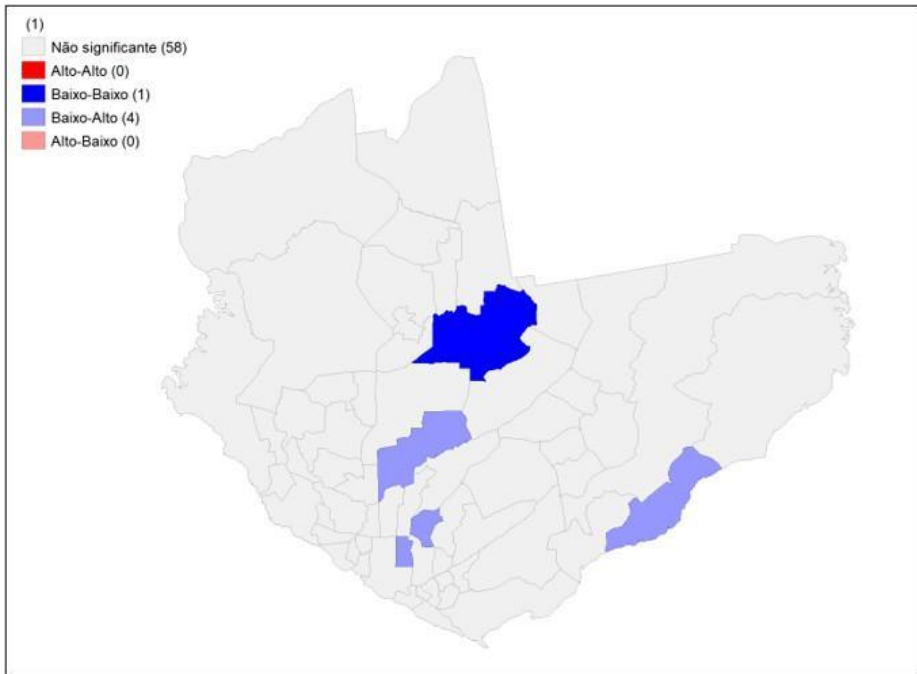 (1)
Não significante (58)
Alto-Alto (0)
Baixo-Baixo (1)
Baixo-Alto (4)
Alto-Baixo (0)